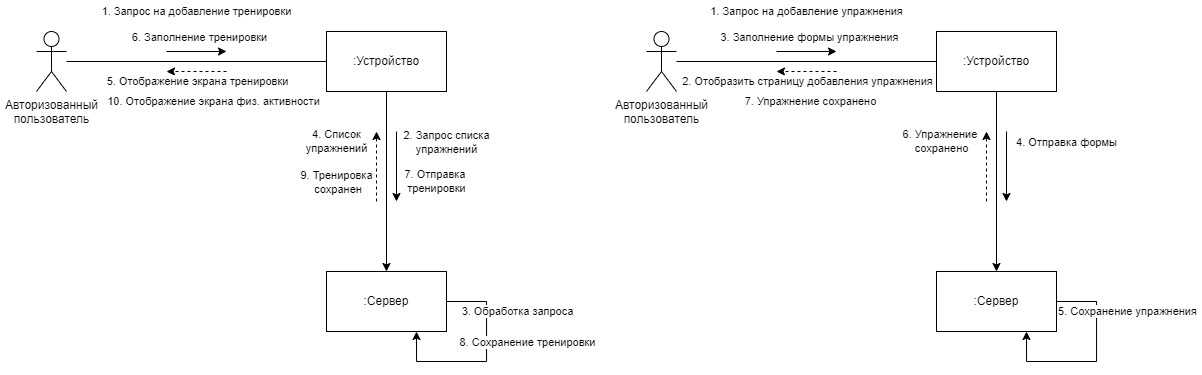 1. Запрос на добавление тренировки
6. Заполнение тренировки
:Устройство
5. Отображение экрана тренировки
10. Отображение экрана физ. активности
Авторизованный
пользователь
4. Список
упражнений
2. Запрос списка
упражнений
9. Тренировка
сохранен
7. Отправка
тренировки
:Сервер
3. Обработка запроса
8. Сохранение тренировки
1. Запрос на добавление упражнения
3. Заполнение формы упражнения
:Устройство
2. Отобразить страницу добавления упражнения
7. Упражнение сохранено
Авторизованный
пользователь
6. Упражнение
сохранено
4. Отправка формы
:Сервер
5. Сохранение упражнения